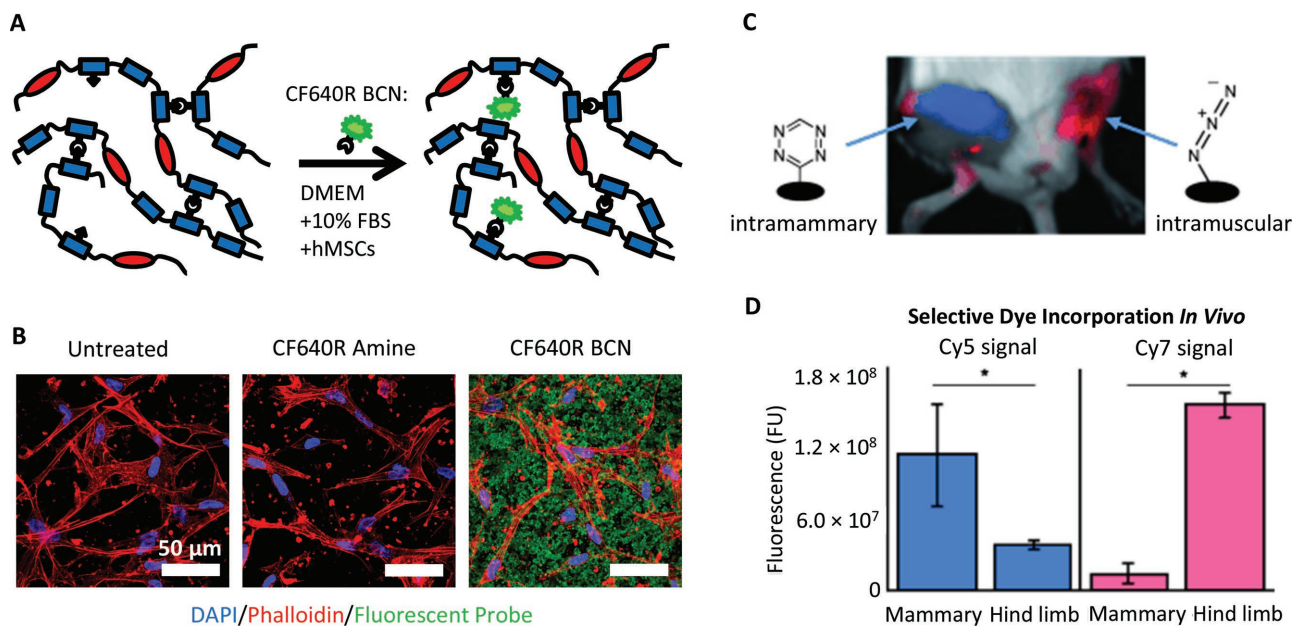 A
CF640R BCN:
DMEM
+10% FBS
+hMSCs
B
Untreated
CF640R Amine
CF640R BCN
50 μm
DAPI/Phalloidin/Fluorescent Probe
C
N N
N N
intramammary
−
N
+
N
N
intramuscular
D
Selective Dye Incorporation In Vivo
Cy5 signal
Cy7 signal
*
*
Fluorescence (FU)
1.8 × 10⁸
1.2 × 10⁸
6.0 × 10⁷
0
Mammary Hind limb Mammary Hind limb